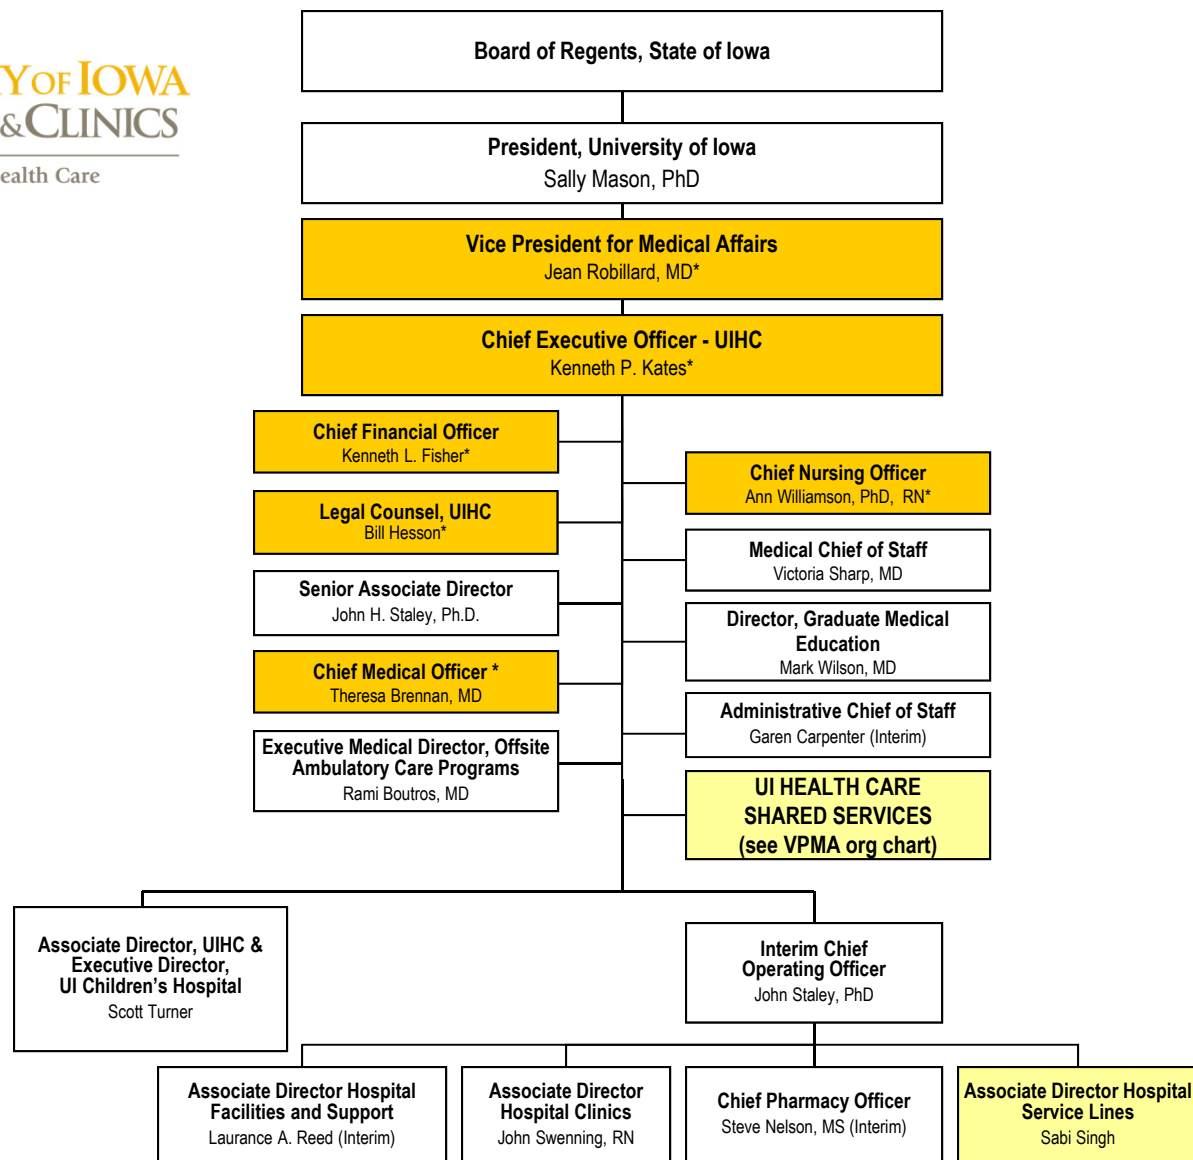 Board of Regents, State of Iowa
Y OF IOWA
& CLINICS
ealth Care
President, University of Iowa
Sally Mason, PhD
Vice President for Medical Affairs
Jean Robillard, MD*
Chief Executive Officer - UIHC
Kenneth P. Kates*
Chief Financial Officer
Kenneth L. Fisher*
Chief Nursing Officer
Ann Williamson, PhD, RN*
Legal Counsel, UIHC
Bill Hesson*
Medical Chief of Staff
Victoria Sharp, MD
Senior Associate Director
John H. Staley, Ph.D.
Director, Graduate Medical
Education
Mark Wilson, MD
Chief Medical Officer *
Theresa Brennan, MD
Administrative Chief of Staff
Garen Carpenter (Interim)
Executive Medical Director, Offsite
Ambulatory Care Programs
Rami Boutros, MD
UI HEALTH CARE
SHARED SERVICES
(see VPMA org chart)
Associate Director, UIHC &
Executive Director,
UI Children's Hospital
Scott Turner
Interim Chief
Operating Officer
John Staley, PhD
Associate Director Hospital
Facilities and Support
Laurance A. Reed (Interim)
Associate Director
Hospital Clinics
John Swenning, RN
Chief Pharmacy Officer
Steve Nelson, MS (Interim)
Associate Director Hospital
Service Lines
Sabi Singh